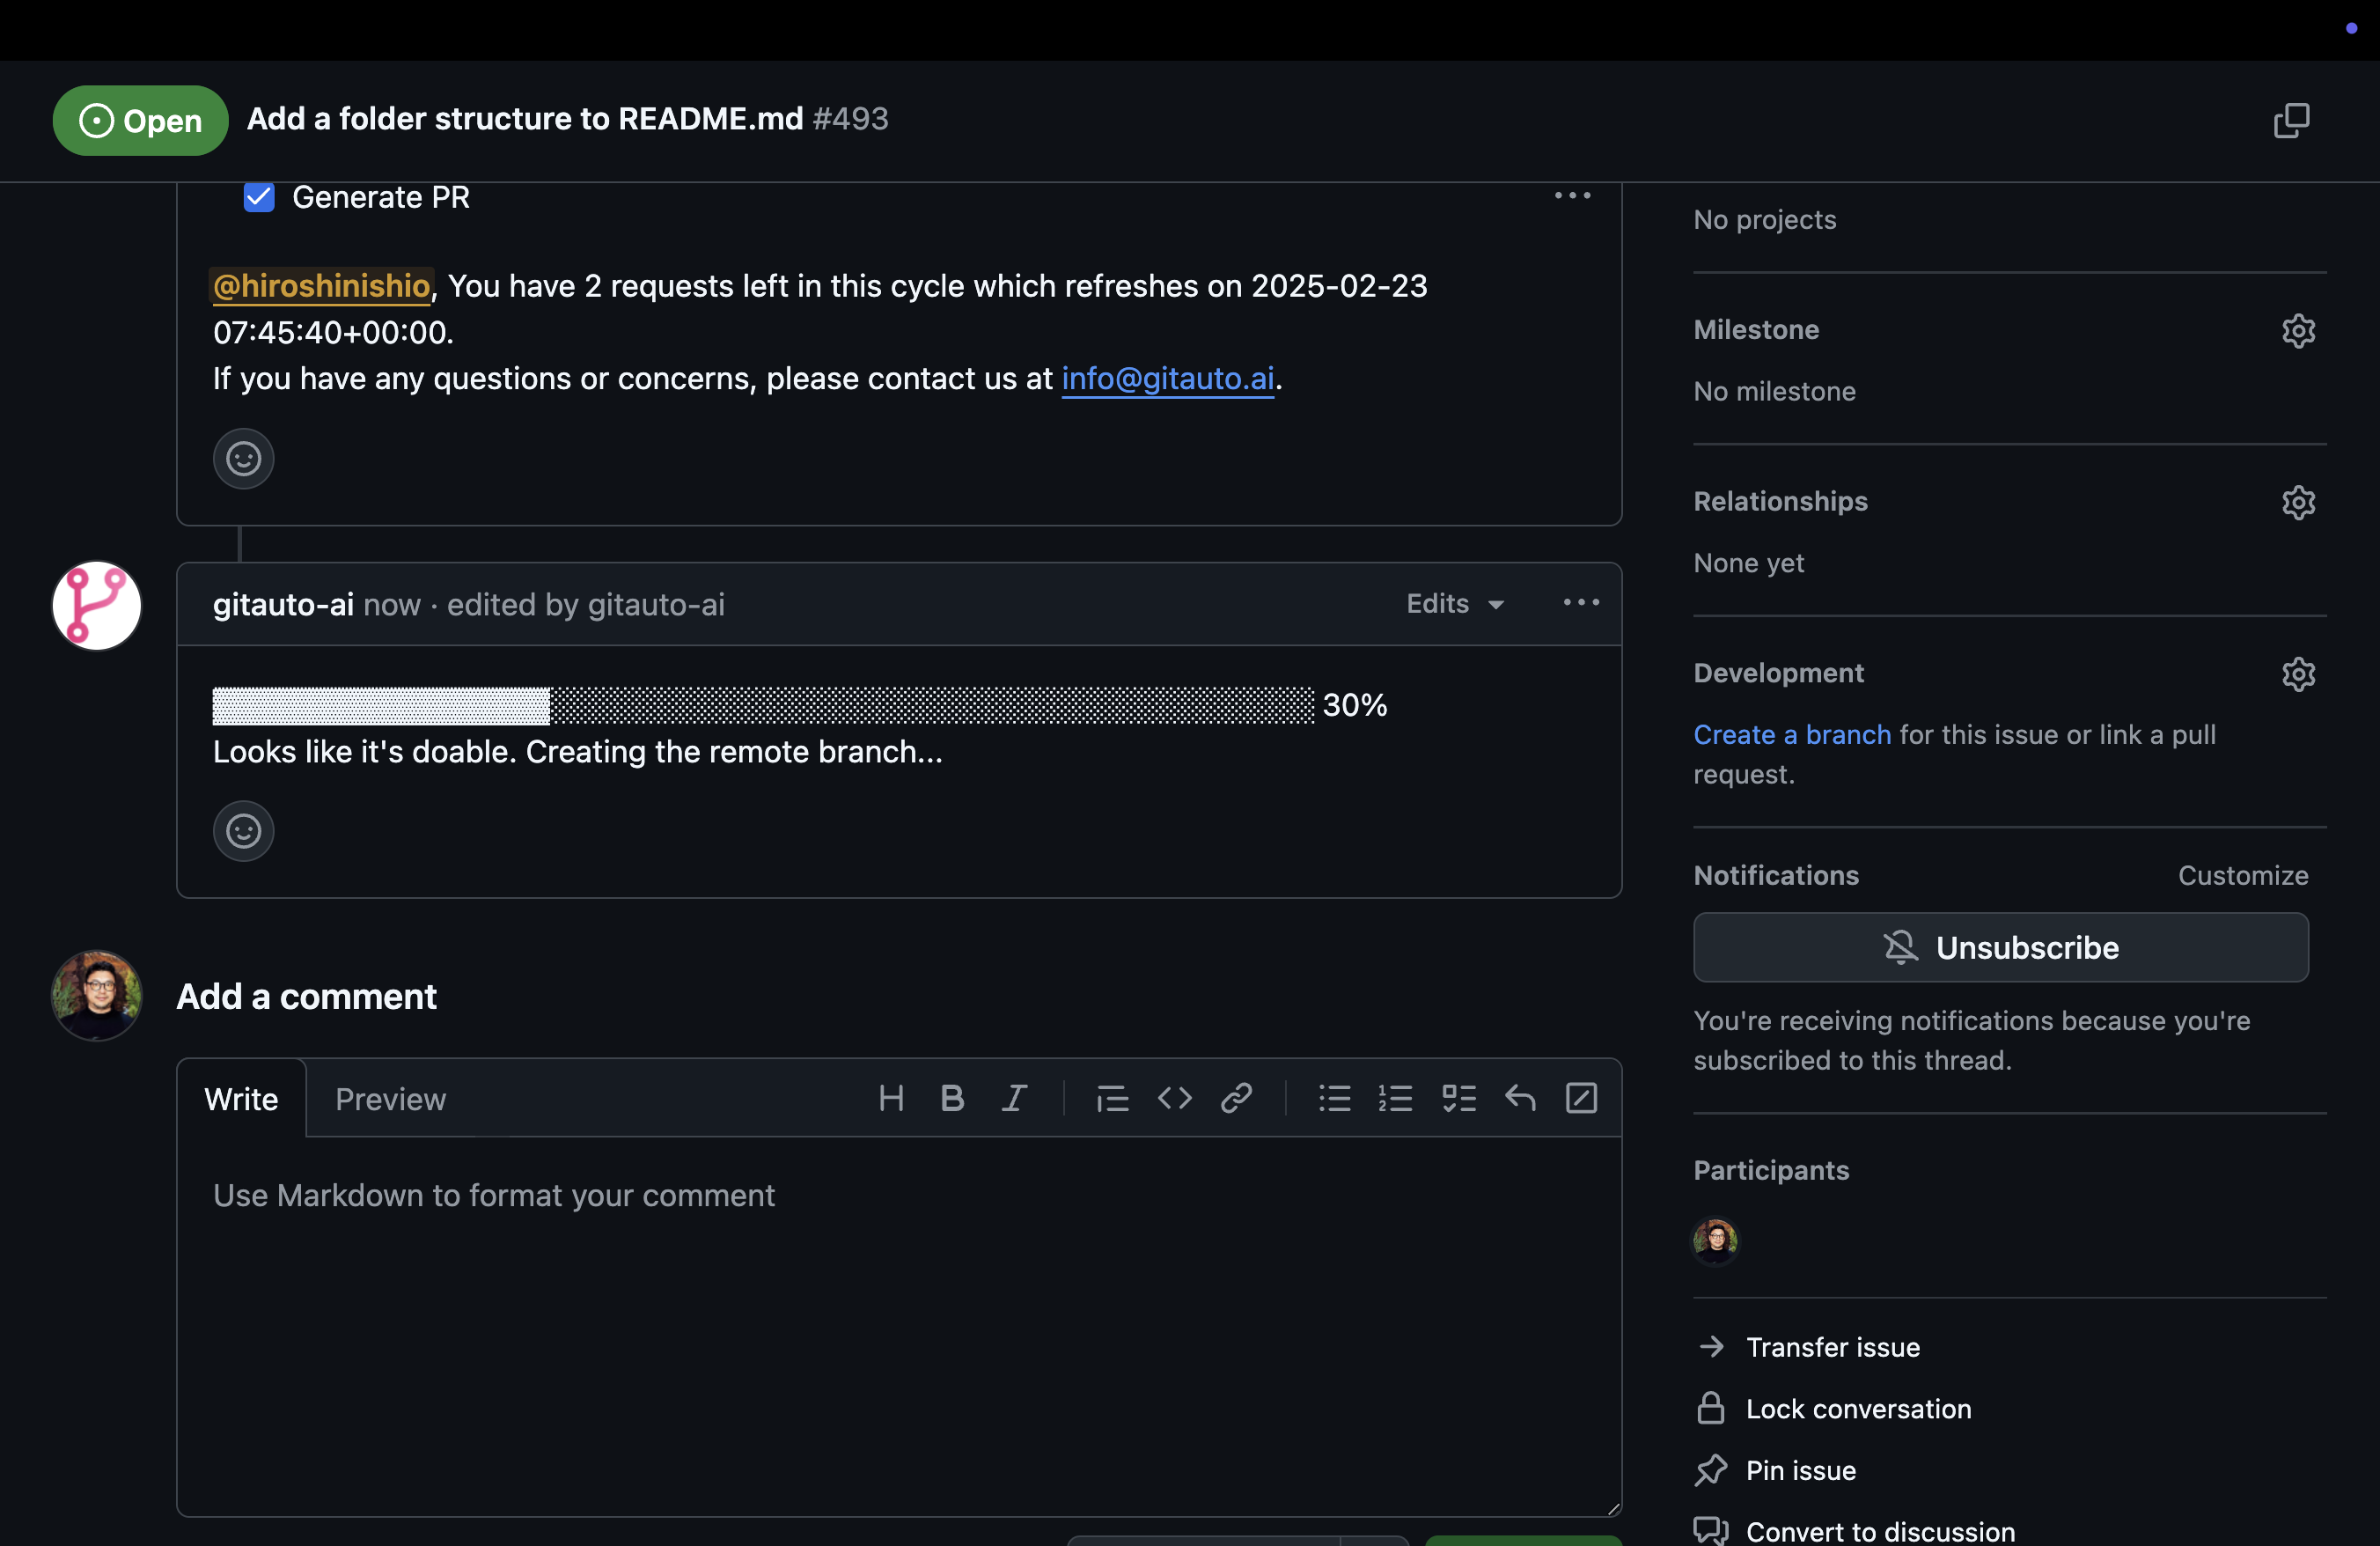 Open
Add a folder structure to README.md #493
Generate PR
@hiroshinishio, You have 2 requests left in this cycle which refreshes on 2025-02-23
07:45:40+00:00.
If you have any questions or concerns, please contact us at info@gitauto.ai.
gitauto-ai now · edited by gitauto-ai
Edits
30%
Looks like it's doable. Creating the remote branch...
Add a comment
Write
Preview
Use Markdown to format your comment
No projects
Milestone
No milestone
Relationships
None yet
Development
Create a branch for this issue or link a pull
request.
Notifications
Customize
Unsubscribe
You're receiving notifications because you're
subscribed to this thread.
Participants
Transfer issue
Lock conversation
Pin issue
Convert to discussion